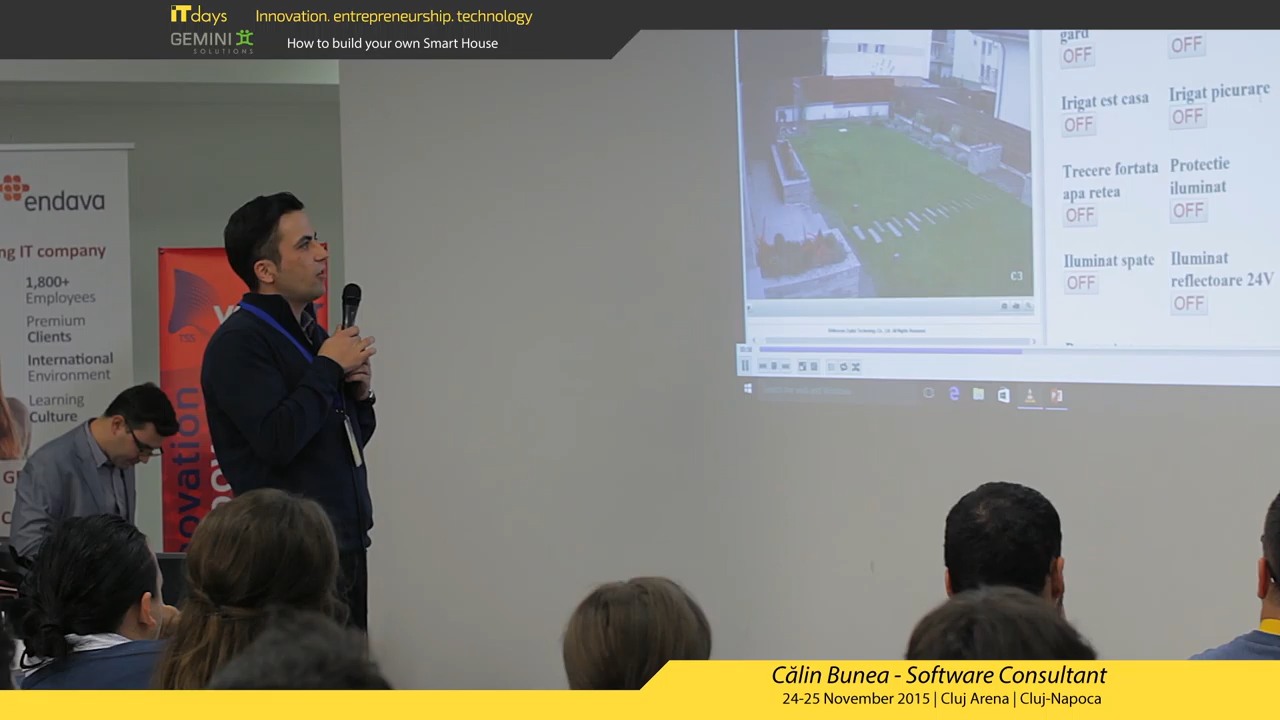 ITdays
Innovation. entrepreneurship. technology
GEMINI
SOLUTIONS
How to build your own Smart House
endava
ng IT company
1,800+
Employees
Premium
Clients
International
Environment
Learning
Culture
gard
OFF
OFF
Irigat est casa
OFF
Irigat picurare
OFF
Trecere fortata
apa retea
OFF
Protectie
iluminat
OFF
Iluminat spate
OFF
Iluminat
reflectoare 24V
OFF
Călin Bunea - Software Consultant
24-25 November 2015 | Cluj Arena | Cluj-Napoca